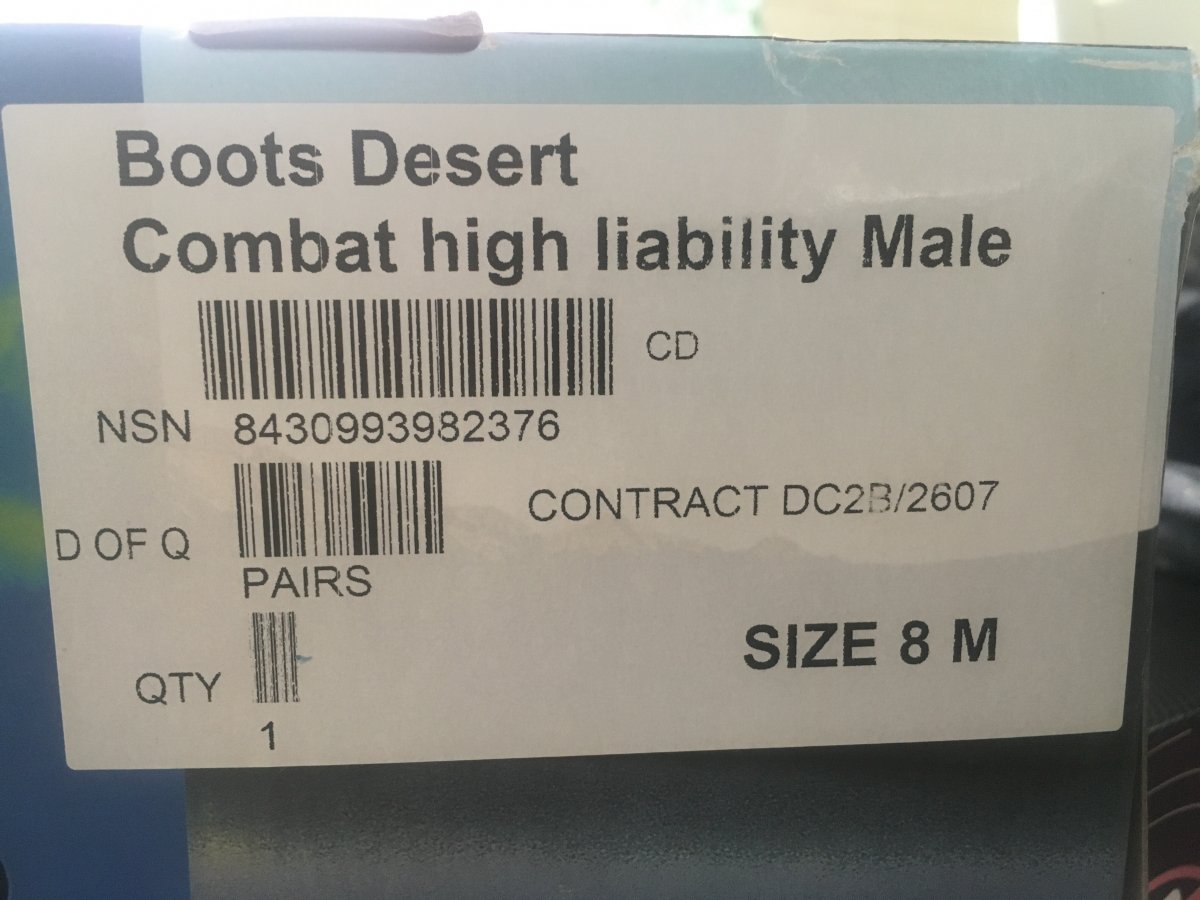 Boots Desert
Combat high liability Male
CD
NSN 8430993982376
CONTRACT DC2B/2607
D OF Q
PAIRS
SIZE 8 M
QTY
1